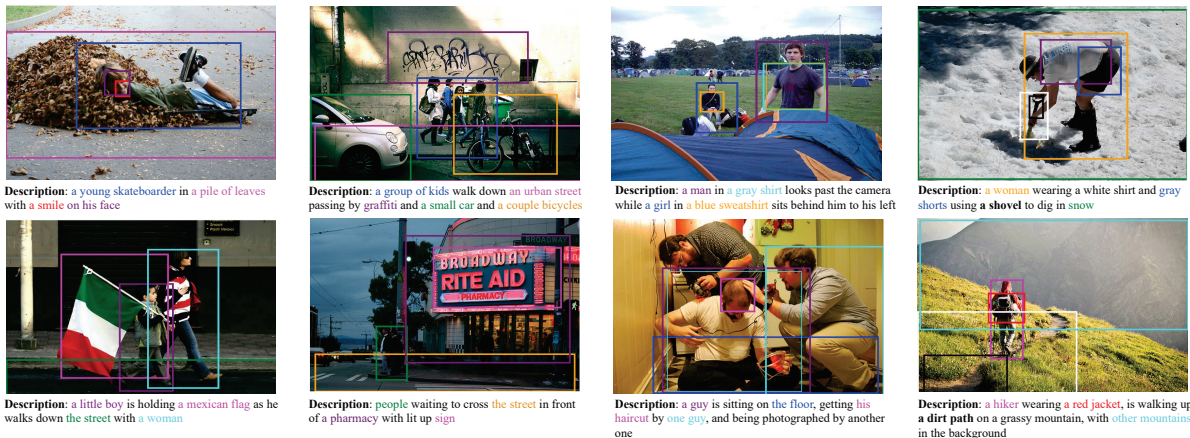 Description: a young skateboarder in a pile of leaves
with a smile on his face
Description: a group of kids walk down an urban street
passing by graffiti and a small car and a couple bicycles
Description: a man in a gray shirt looks past the camera
while a girl in a blue sweatshirt sits behind him to his left
Description: a woman wearing a white shirt and gray
shorts using a shovel to dig in snow
BROADWAY
BROADWAY
RITE AID
PHARMACY
Description: a little boy is holding a mexican flag as he
walks down the street with a woman
Description: people waiting to cross the street in front
of a pharmacy with lit up sign
Description: a guy is sitting on the floor, getting his
haircut by one guy, and being photographed by another
one
Description: a hiker wearing a red jacket, is walking up
a dirt path on a grassy mountain, with other mountains
in the background